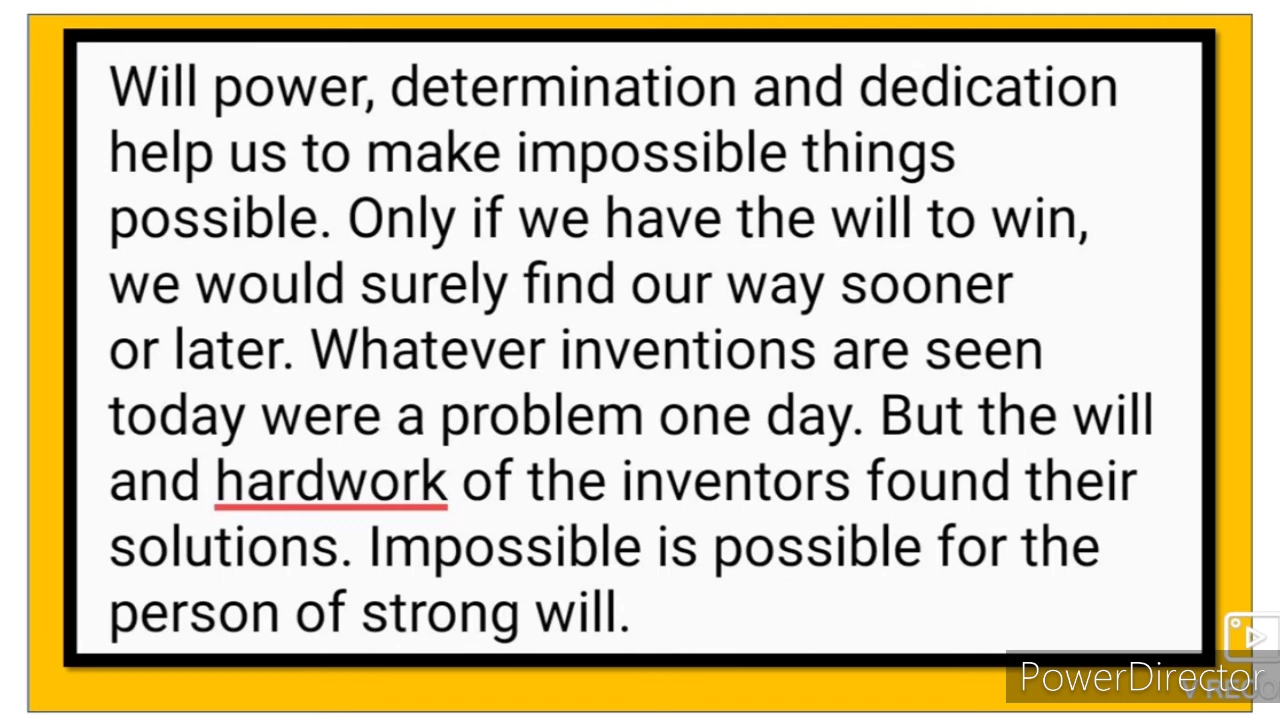 Will power, determination and dedication
help us to make impossible things
possible. Only if we have the will to win,
we would surely find our way sooner
or later. Whatever inventions are seen
today were a problem one day. But the will
and hardwork of the inventors found their
solutions. Impossible is possible for the
person of strong will.
PowerDirector